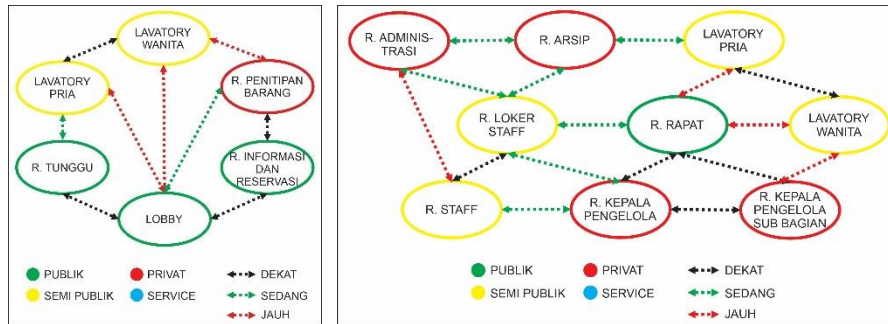 LAVATORY
WANITA
LAVATORY
PRIA
R. PENITIPAN
BARANG
R. TUNGGU
R. INFORMASI
DAN
RESERVASI
LOBBY
PUBLIK
PRIVAT
DEKAT
SEMI PUBLIK
SERVICE
SEDANG
JAUH
R. ADMINIS-
TRASI
R. ARSIP
LAVATORY
PRIA
R. LOKER
STAFF
R. RAPAT
LAVATORY
WANITA
R. STAFF
R. KEPALA
PENGELOLA
R. KEPALA
PENGELOLA
SUB BAGIAN
PUBLIK
PRIVAT
DEKAT
SEMI PUBLIK
SERVICE
SEDANG
JAUH